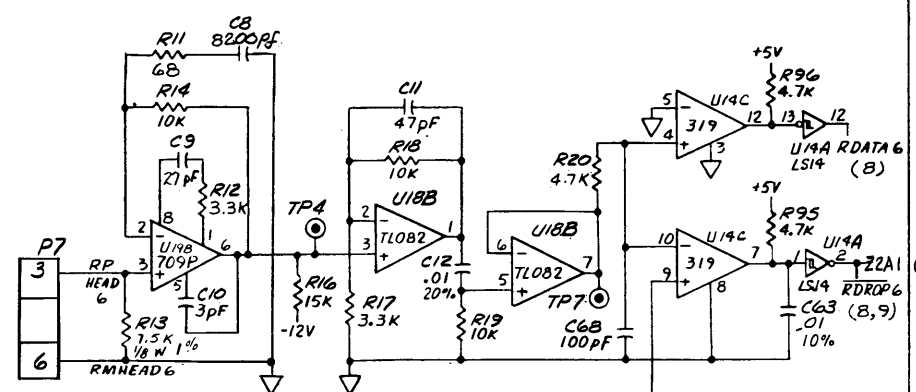 C8
8200pf
R11
68
R14
10K
C9
27pF
R12
3.3K
8
1
2
3
6
5
U19B
709P
C10
3pF
P7
3
6
RP
HEAD
6
R13
7.5K
1/8 W 1%
RMHEAD6
TP4
R16
15K
-12V
C11
47pF
R18
10K
U18B
2
3
1
TL082
R17
3.3K
C12
.01
20%
R19
10K
U18B
6
5
7
TL082
TP7
R20
4.7K
C68
100pF
+5V
R96
4.7K
5
4
U14C
319
12
3
13
12
U14A RDATA6
LS14
(8)
+5V
R95
4.7K
10
9
U14C
319
7
8
1
2
U14A
LS14
Z2A1
RDROP6
(8,9)
C63
.01
10%